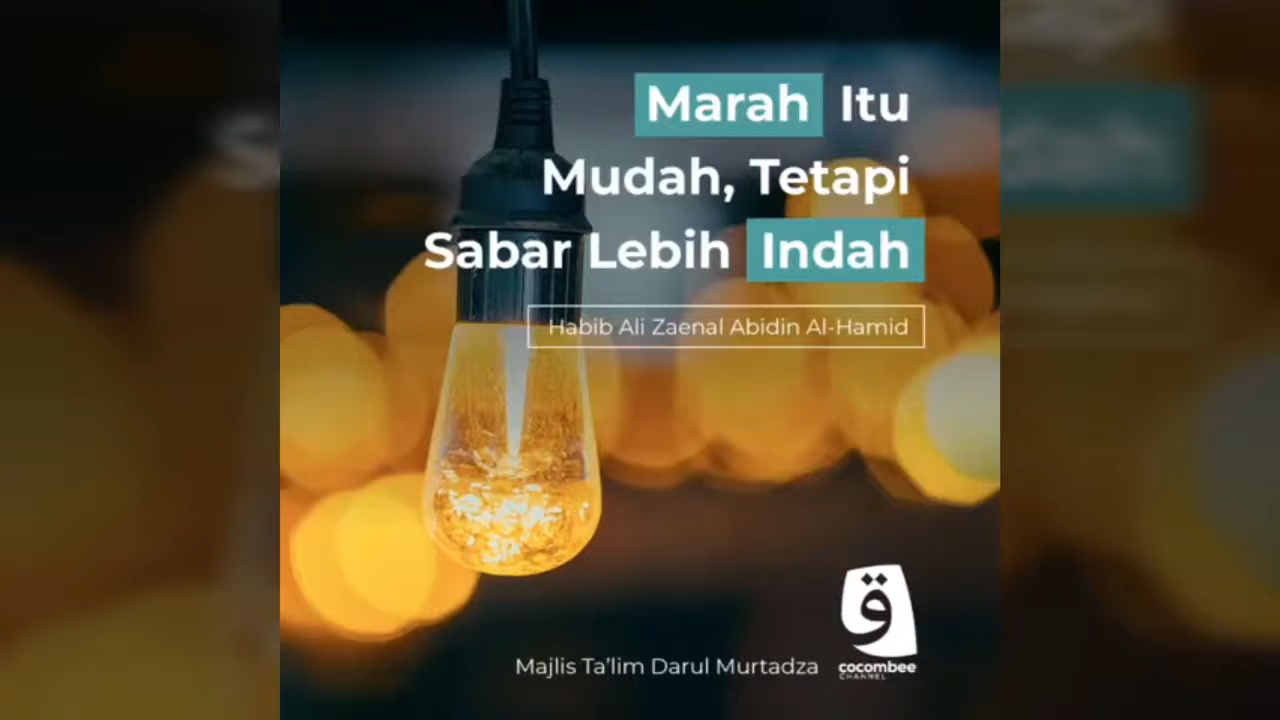 Marah Itu
Mudah, Tetapi
Sabar Lebih Indah
Habib Ali Zaenal Abidin Al-Hamid
Majlis Ta'lim Darul Murtadza
ق
cocombee
CHANNEL